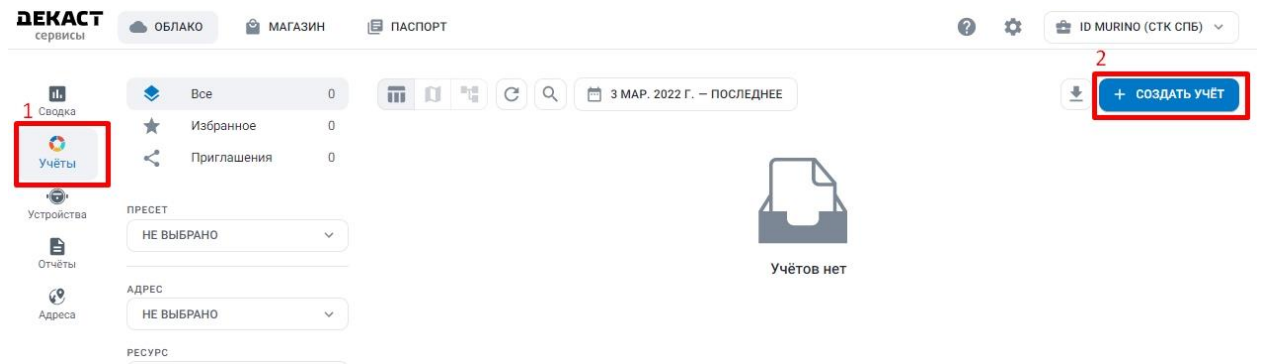 ДЕКАСТ
сервисы
ОБЛАКО
МАГАЗИН
ПАСПОРТ
ID MURINO (СТК СПБ)
2
Сводка
1
Учёты
Устройства
Отчёты
Адреса
Все 0
Избранное 0
Приглашения 0
ПРЕСЕТ
НЕ ВЫБРАНО
АДРЕС
НЕ ВЫБРАНО
РЕСУРС
3 МАР. 2022 Г. — ПОСЛЕДНЕЕ
+ СОЗДАТЬ УЧЁТ
Учётов нет